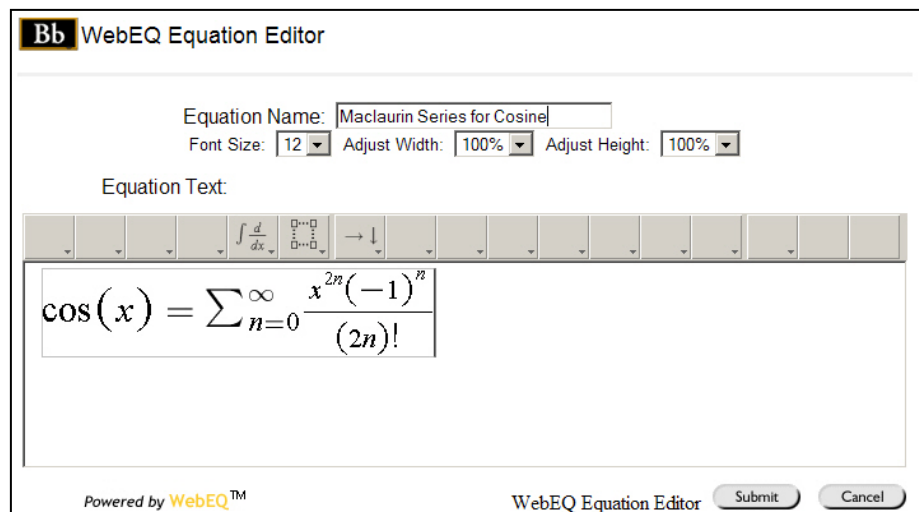 Bb WebEQ Equation Editor
Equation Name: Maclaurin Series for Cosine
Font Size: 12 Adjust Width: 100% Adjust Height: 100%
Equation Text:
∫ d/dx → ↓
cos(x) = ∑_{n=0}^{∞} x^{2n}(−1)^n / (2n)!
Powered by WebEQ™ WebEQ Equation Editor Submit Cancel